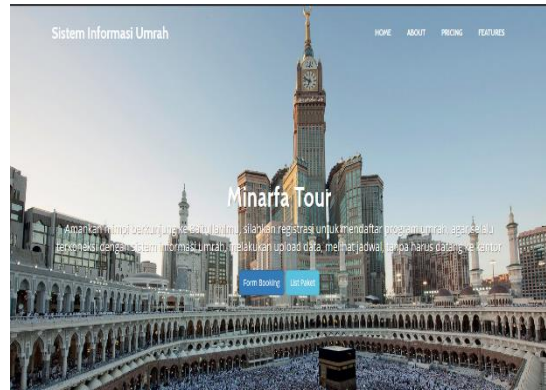 Sistem Informasi Umrah
HOME ABOUT PRICING FEATURES
Minarfa Tour
Amankan mimpi berkunjung ke baitullahmu, silahkan registrasi untuk mendaftar program umrah, agar selalu
terkoneksi dengan sistem informasi umrah, melakukan upload data, melihat jadwal, tanpa harus datang ke kantor
Form Booking List Paket